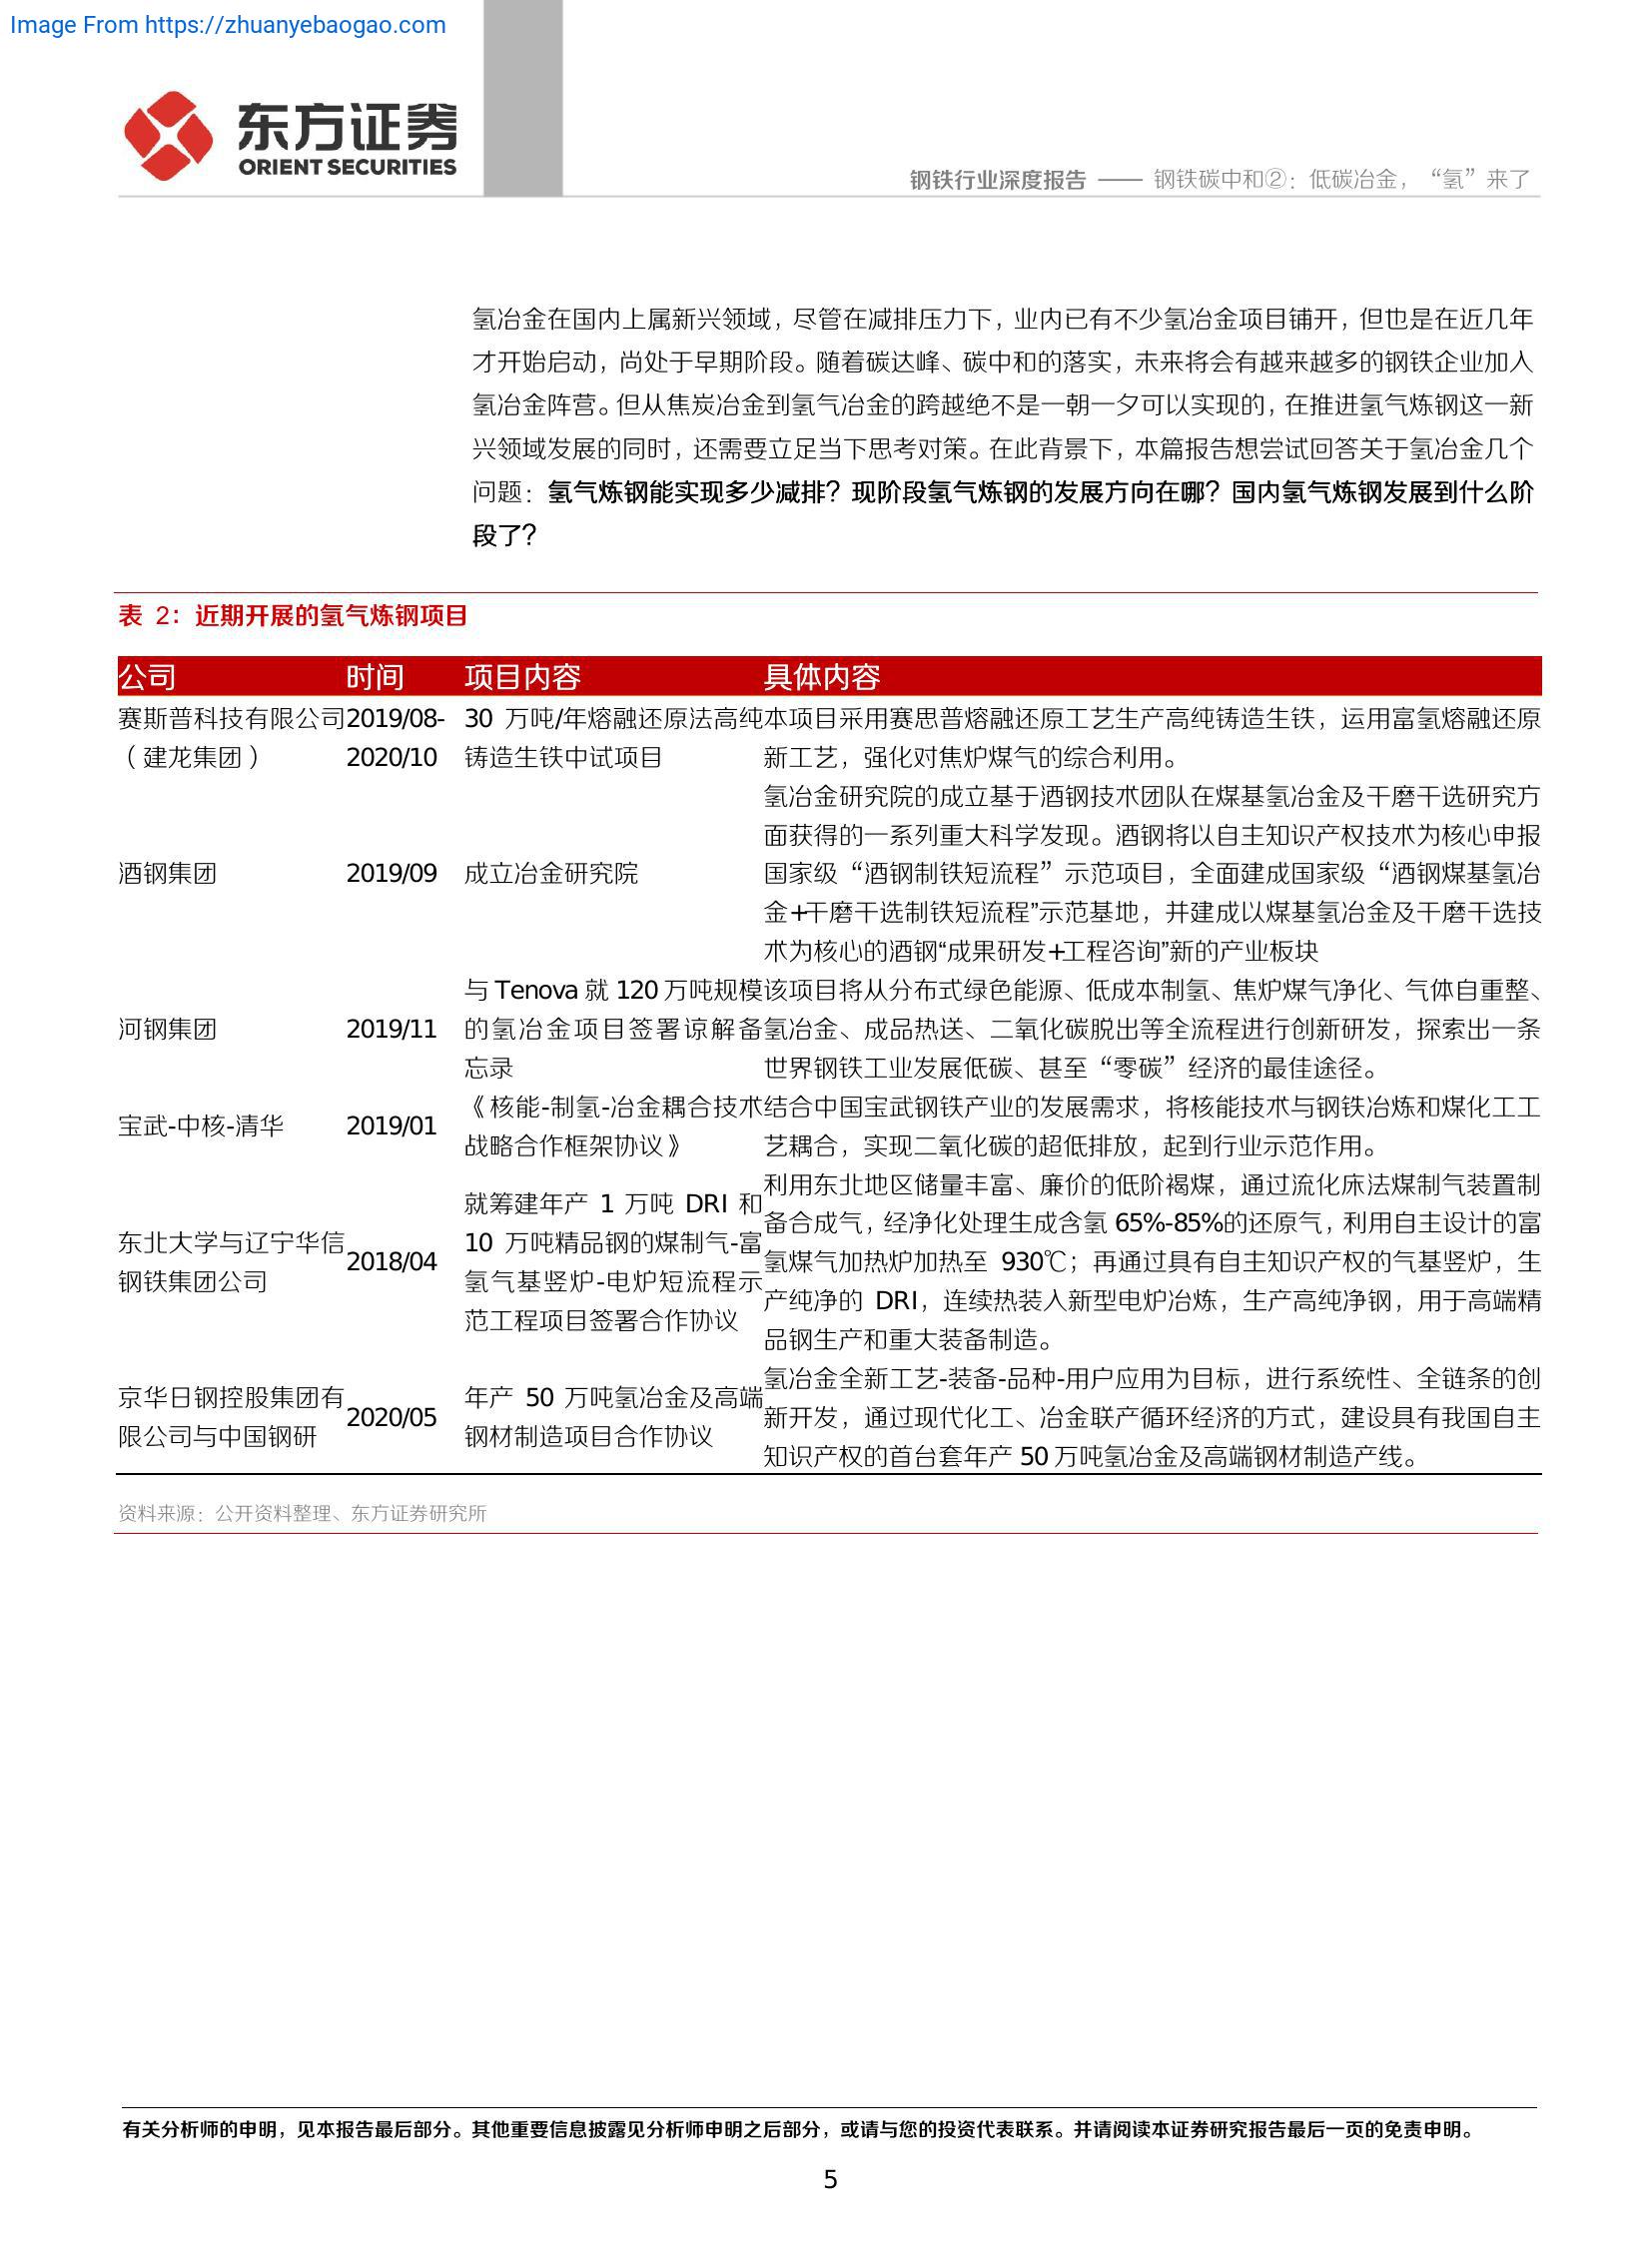 Image From https://zhuanyebaogao.com
东方证券
ORIENT SECURITIES
钢铁行业深度报告 —— 钢铁碳中和②：低碳冶金，“氢”来了
氢冶金在国内上属新兴领域，尽管在减排压力下，业内已有不少氢冶金项目铺开，但也是在近几年
才开始启动，尚处于早期阶段。随着碳达峰、碳中和的落实，未来将会有越来越多的钢铁企业加入
氢冶金阵营。但从焦炭冶金到氢气冶金的跨越绝不是一朝一夕可以实现的，在推进氢气炼钢这一新
兴领域发展的同时，还需要立足当下思考对策。在此背景下，本篇报告想尝试回答关于氢冶金几个
问题：氢气炼钢能实现多少减排？现阶段氢气炼钢的发展方向在哪？国内氢气炼钢发展到什么阶
段了？
表 2：近期开展的氢气炼钢项目
公司 时间 项目内容 具体内容
赛斯普科技有限公司 2019/08- 30 万吨/年熔融还原法高纯 本项目采用赛思普熔融还原工艺生产高纯铸造生铁，运用富氢熔融还原
（建龙集团） 2020/10 铸造生铁中试项目 新工艺，强化对焦炉煤气的综合利用。
氢冶金研究院的成立基于酒钢技术团队在煤基氢冶金及干磨干选研究方
面获得的一系列重大科学发现。酒钢将以自主知识产权技术为核心申报
酒钢集团 2019/09 成立冶金研究院 国家级“酒钢制铁短流程”示范项目，全面建成国家级“酒钢煤基氢冶
金+干磨干选制铁短流程”示范基地，并建成以煤基氢冶金及干磨干选技
术为核心的酒钢“成果研发+工程咨询”新的产业板块
与 Tenova 就 120 万吨规模 该项目将从分布式绿色能源、低成本制氢、焦炉煤气净化、气体自重整、
河钢集团 2019/11 的氢冶金项目签署谅解备 氢冶金、成品热送、二氧化碳脱出等全流程进行创新研发，探索出一条
忘录 世界钢铁工业发展低碳、甚至“零碳”经济的最佳途径。
宝武-中核-清华 2019/01 《核能-制氢-冶金耦合技术 结合中国宝武钢铁产业的发展需求，将核能技术与钢铁冶炼和煤化工工
战略合作框架协议》 艺耦合，实现二氧化碳的超低排放，起到行业示范作用。
利用东北地区储量丰富、廉价的低阶褐煤，通过流化床法煤制气装置制
就筹建年产 1 万吨 DRI 和 备合成气，经净化处理生成含氢 65%-85%的还原气，利用自主设计的富
东北大学与辽宁华信 2018/04 10 万吨精品钢的煤制气-富 氢煤气加热炉加热至 930℃；再通过具有自主知识产权的气基竖炉，生
钢铁集团公司 氢气基竖炉-电炉短流程示 产纯净的 DRI，连续热装入新型电炉冶炼，生产高纯净钢，用于高端精
范工程项目签署合作协议 品钢生产和重大装备制造。
氢冶金全新工艺-装备-品种-用户应用为目标，进行系统性、全链条的创
京华日钢控股集团有 2020/05 年产 50 万吨氢冶金及高端 新开发，通过现代化工、冶金联产循环经济的方式，建设具有我国自主
限公司与中国钢研 钢材制造项目合作协议 知识产权的首台套年产 50 万吨氢冶金及高端钢材制造产线。
资料来源：公开资料整理、东方证券研究所
有关分析师的申明，见本报告最后部分。其他重要信息披露见分析师申明之后部分，或请与您的投资代表联系。并请阅读本证券研究报告最后一页的免责申明。
5